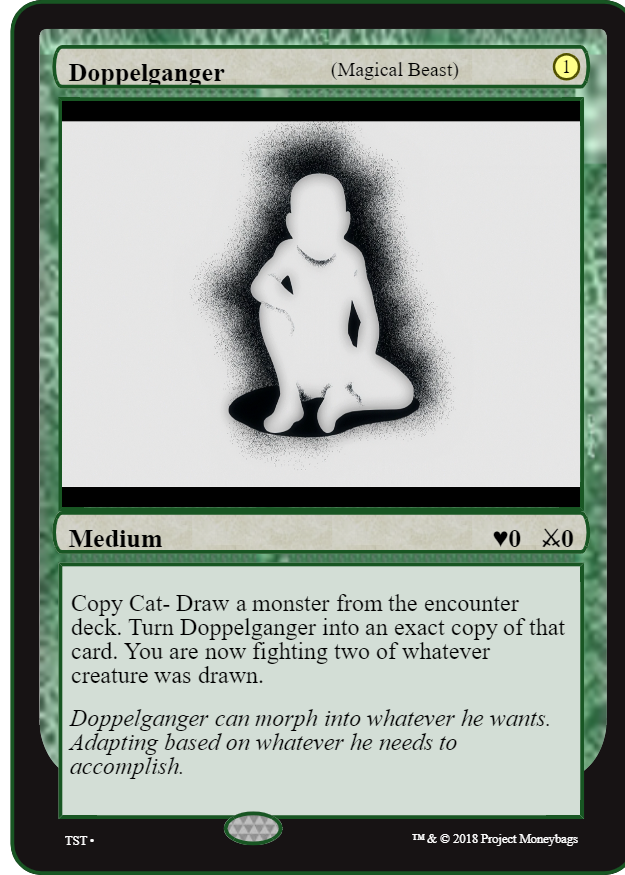 Doppelganger (Magical Beast) 1
Medium ♥0 ⚔0
Copy Cat- Draw a monster from the encounter
deck. Turn Doppelganger into an exact copy of that
card. You are now fighting two of whatever
creature was drawn.
Doppelganger can morph into whatever he wants.
Adapting based on whatever he needs to
accomplish.
TST • ™ & © 2018 Project Moneybags